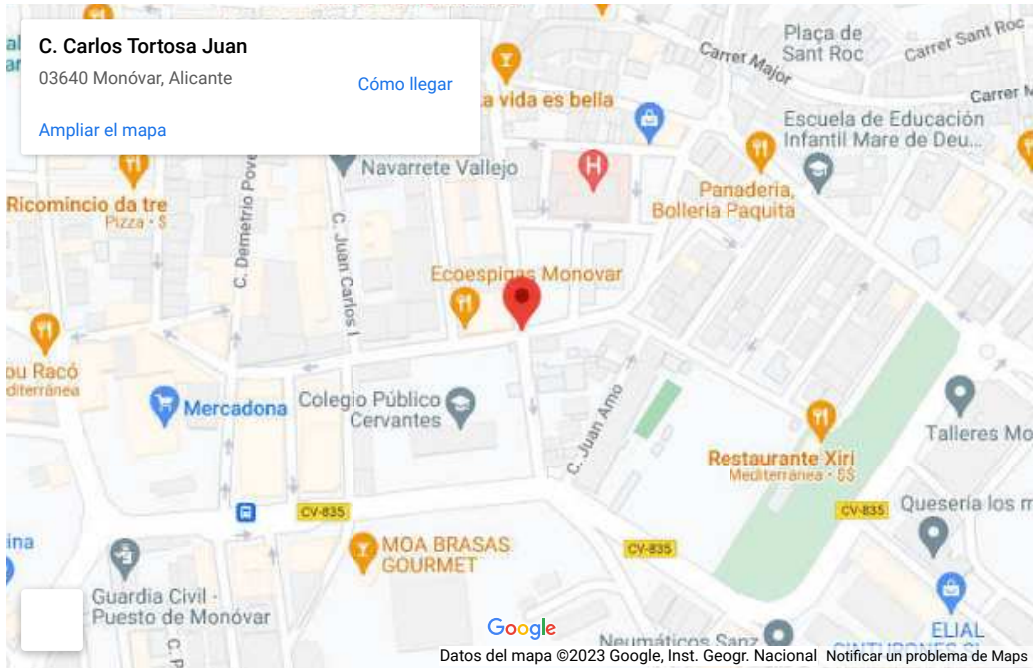 C. Carlos Tortosa Juan
03640 Monóvar, Alicante
Cómo llegar
Ampliar el mapa
Plaça de
Sant Roc
Carrer Sant Roc
Carrer Major
Carrer
a vida es bella
Escuela de Educación
Infantil Mare de Deu...
Navarrete Vallejo
H
Panaderia,
Bolleria Paquita
Ricomincio da tre
Pizza · $
C. Demetrio Pove
C. Juan Carlos I
Ecoespigas Monovar
ou Racó
diterránea
Mercadona
Colegio Público
Cervantes
C. Juan Amo
Restaurante Xiri
Mediterránea · $$
Talleres Mo
CV-835
CV-835
CV-835
Quesería los m
ina
MOA BRASAS
GOURMET
Guardia Civil -
Puesto de Monóvar
C. P
Google
Neumáticos Sanz
ELIAL
Datos del mapa ©2023 Google, Inst. Geogr. Nacional
Notificar un problema de Maps